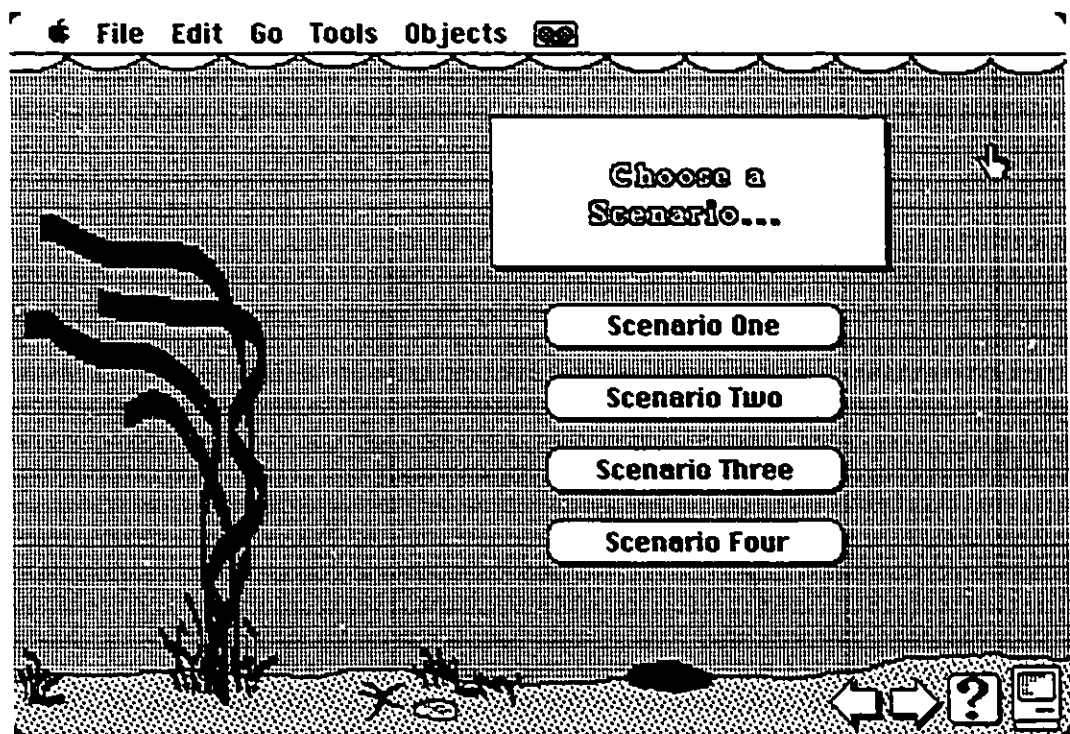 File Edit Go Tools Objects
Choose a
Scenario...
Scenario One
Scenario Two
Scenario Three
Scenario Four
?